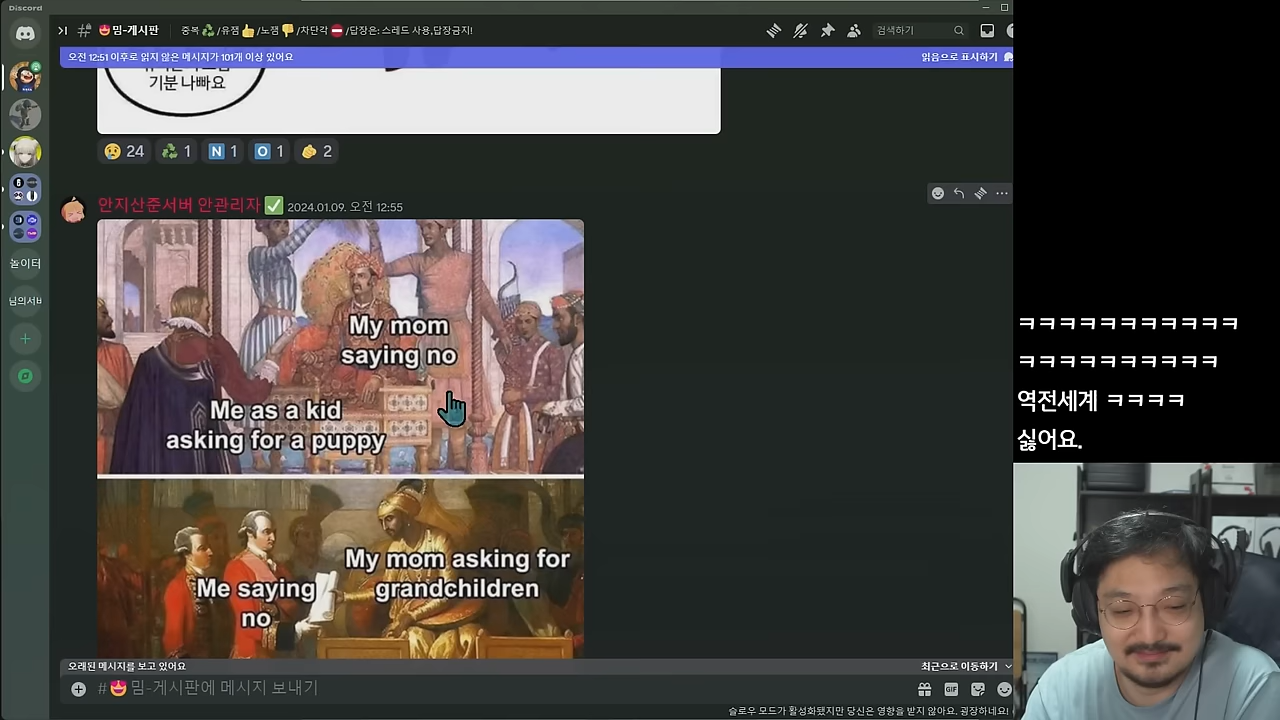 Discord
밈-게시판
중복 /유잼 /노잼 /차단각 /답장은: 스레드 사용,답장금지!
검색하기
오전 12:51 이후로 읽지 않은 메시지가 101개 이상 있어요
읽음으로 표시하기
기분 나빠요
24 1 N 1 O 1 2
안지산준서버 안관리자 2024.01.09. 오전 12:55
놀이터
님의서버
My mom
saying no
Me as a kid
asking for a puppy
My mom asking for
grandchildren
Me saying
no
오래된 메시지를 보고 있어요
최근으로 이동하기
#밈-게시판에 메시지 보내기
GIF
슬로우 모드가 활성화됐지만 당신은 영향을 받지 않아요. 굉장하네요!
ㅋㅋㅋㅋㅋㅋㅋㅋㅋㅋㅋ
ㅋㅋㅋㅋㅋㅋㅋㅋㅋㅋ
역전세계 ㅋㅋㅋㅋ
싫어요.